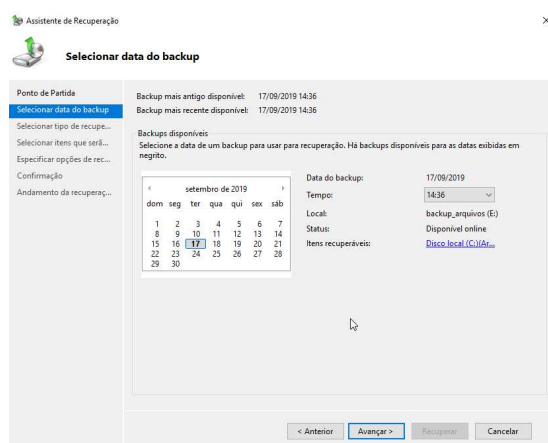 Assistente de Recuperação
Selecionar data do backup
Ponto de Partida
Selecionar data do backup
Selecionar tipo de recupe...
Selecionar itens que serã...
Especificar opções de rec...
Confirmação
Andamento da recuperaç...
Backup mais antigo disponível: 17/09/2019 14:36
Backup mais recente disponível: 17/09/2019 14:36
Backups disponíveis
Selecione a data de um backup para usar para recuperação. Há backups disponíveis para as datas exibidas em
negrito.
setembro de 2019
dom seg ter qua qui sex sáb
1 2 3 4 5 6 7
8 9 10 11 12 13 14
15 16 17 18 19 20 21
22 23 24 25 26 27 28
29 30
Data do backup: 17/09/2019
Tempo: 14:36
Local: backup_arquivos (E:)
Status: Disponível online
Itens recuperáveis: Disco local (C:)(Ar...
< Anterior Avançar > Recuperar Cancelar